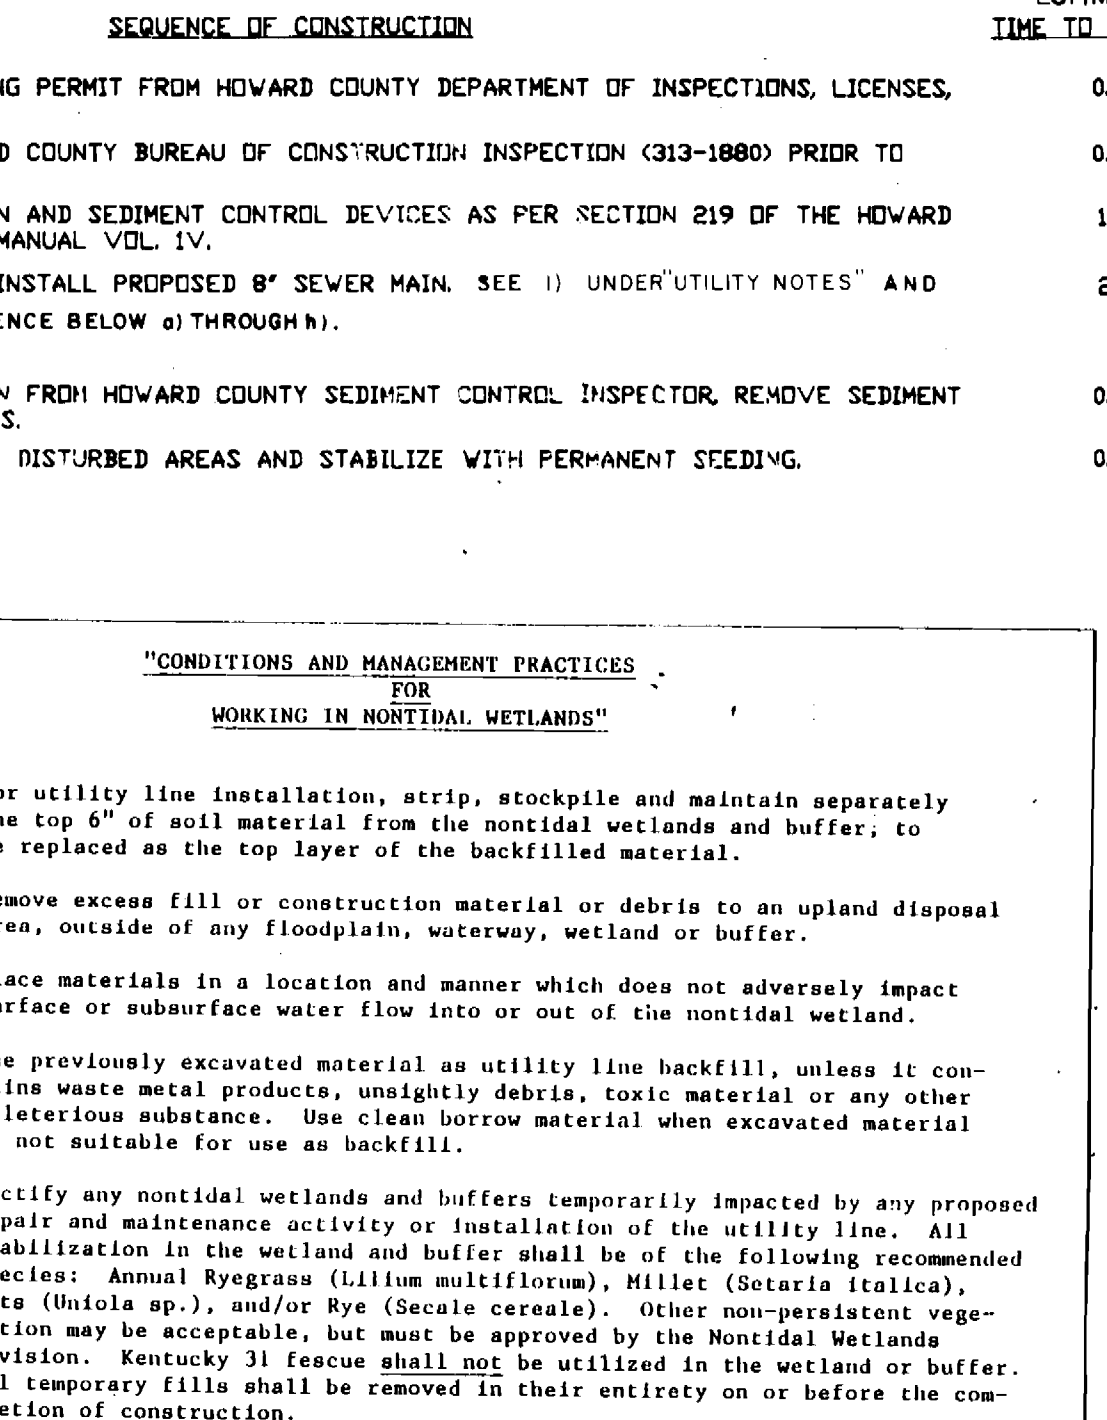 SEQUENCE OF CONSTRUCTION
TIME TO
NG PERMIT FROM HOWARD COUNTY DEPARTMENT OF INSPECTIONS, LICENSES, 0.
D COUNTY BUREAU OF CONSTRUCTION INSPECTION (313-1880) PRIOR TO 0.
N AND SEDIMENT CONTROL DEVICES AS PER SECTION 219 OF THE HOWARD 1
MANUAL VOL. 1V.
INSTALL PROPOSED 8" SEWER MAIN. SEE 1) UNDER "UTILITY NOTES" AND 2
ENCE BELOW a) THROUGH h).
N FROM HOWARD COUNTY SEDIMENT CONTROL INSPECTOR, REMOVE SEDIMENT 0.
S.
DISTURBED AREAS AND STABILIZE WITH PERMANENT SEEDING. 0.
"CONDITIONS AND MANAGEMENT PRACTICES
FOR
WORKING IN NONTIDAL WETLANDS"
or utility line installation, strip, stockpile and maintain separately
he top 6" of soil material from the nontidal wetlands and buffer; to
e replaced as the top layer of the backfilled material.
emove excess fill or construction material or debris to an upland disposal
rea, outside of any floodplain, waterway, wetland or buffer.
lace materials in a location and manner which does not adversely impact
urface or subsurface water flow into or out of the nontidal wetland.
se previously excavated material as utility line backfill, unless it con-
ins waste metal products, unsightly debris, toxic material or any other
leterious substance. Use clean borrow material when excavated material
not suitable for use as backfill.
ctify any nontidal wetlands and buffers temporarily impacted by any proposed
pair and maintenance activity or installation of the utility line. All
abilization in the wetland and buffer shall be of the following recommended
ecies: Annual Ryegrass (Lilium multiflorum), Millet (Setaria italica),
ts (Uniola sp.), and/or Rye (Secale cereale). Other non-persistent vege-
tion may be acceptable, but must be approved by the Nontidal Wetlands
vision. Kentucky 31 fescue shall not be utilized in the wetland or buffer.
l temporary fills shall be removed in their entirety on or before the com-
etion of construction.